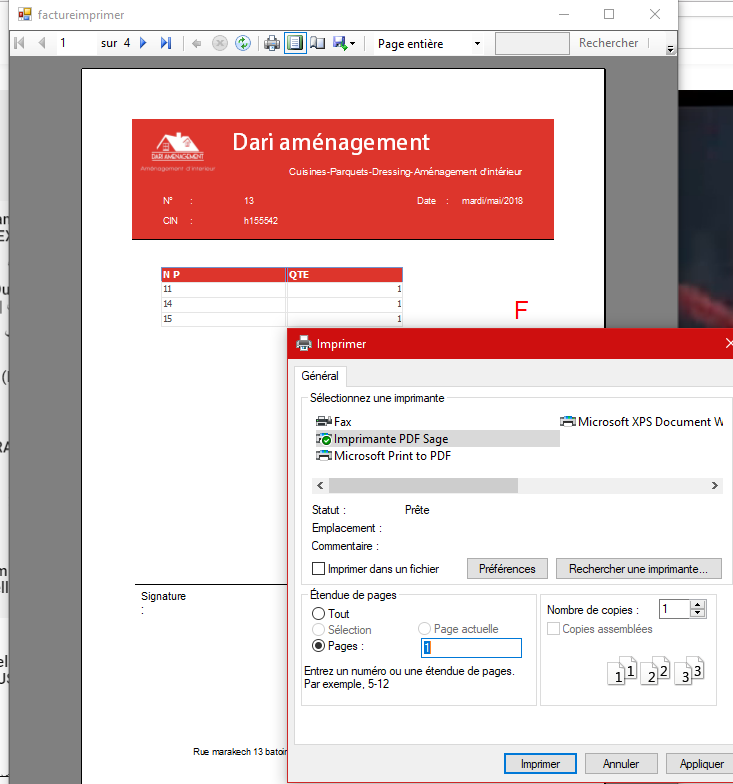 factureimprimer
1 sur 4 Page entière Rechercher
Dari aménagement
DARI AMENAGEMENT
Aménagement d'interieur
Cuisines-Parquets-Dressing-Aménagement d'intérieur
N° : 13 Date : mardi/mai/2018
CIN : h155542
N P QTE
11 1
14 1
15 1
F
Imprimer
Général
Sélectionnez une imprimante
Fax Microsoft XPS Document W
Imprimante PDF Sage
Microsoft Print to PDF
Statut : Prête
Emplacement :
Commentaire :
Imprimer dans un fichier Préférences Rechercher une imprimante...
Étendue de pages
Tout
Sélection Page actuelle
Pages : 1
Entrez un numéro ou une étendue de pages.
Par exemple, 5-12
Nombre de copies : 1
Copies assemblées
1 1 2 2 3 3
Signature
:
Rue marakech 13 batoir
Imprimer Annuler Appliquer